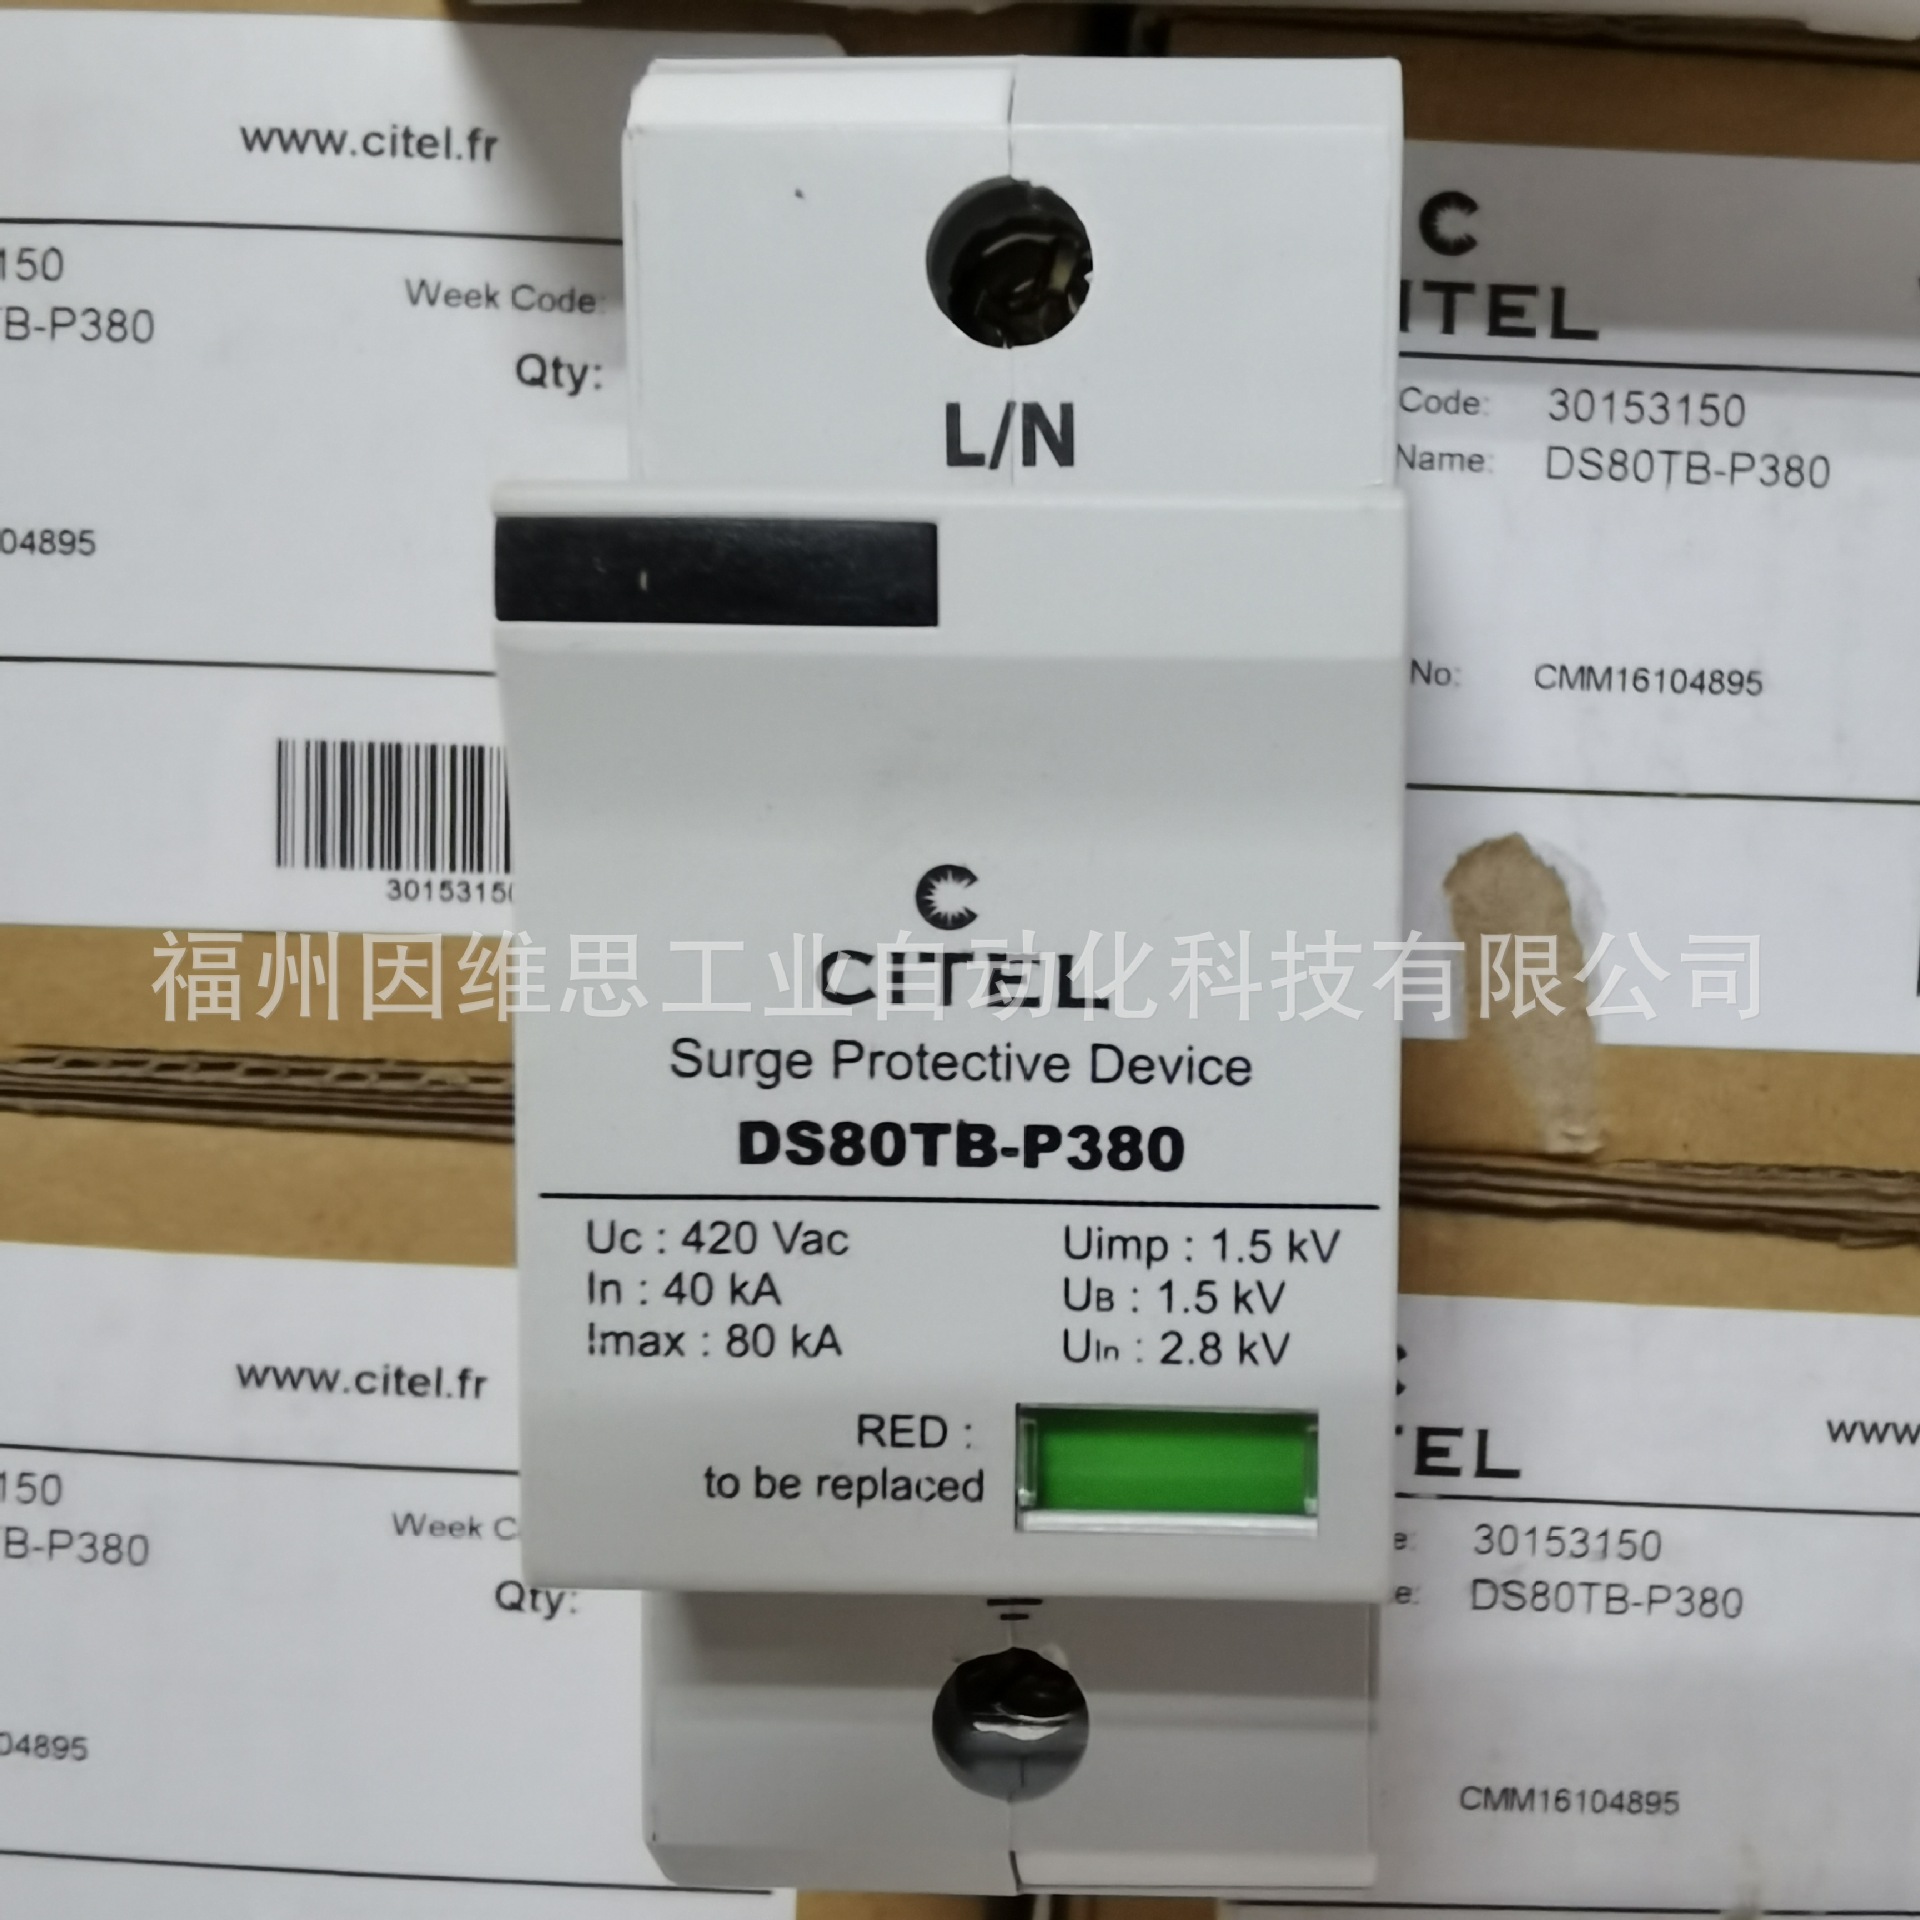 www.citel.fr
150
Week Code:
B-P380
Qty:
04895
30153150
C
ITEL
Code: 30153150
Name: DS80TB-P380
No: CMM16104895
L/N
C
CITEL
福州因维思工业自动化科技有限公司
Surge Protective Device
DS80TB-P380
Uc : 420 Vac
In : 40 kA
Imax : 80 kA
Uimp : 1.5 kV
UB : 1.5 kV
UIn : 2.8 kV
RED :
to be replaced
www.citel.fr
150
Week C
B-P380
Qty:
04895
TEL
www
e: 30153150
e: DS80TB-P380
CMM16104895